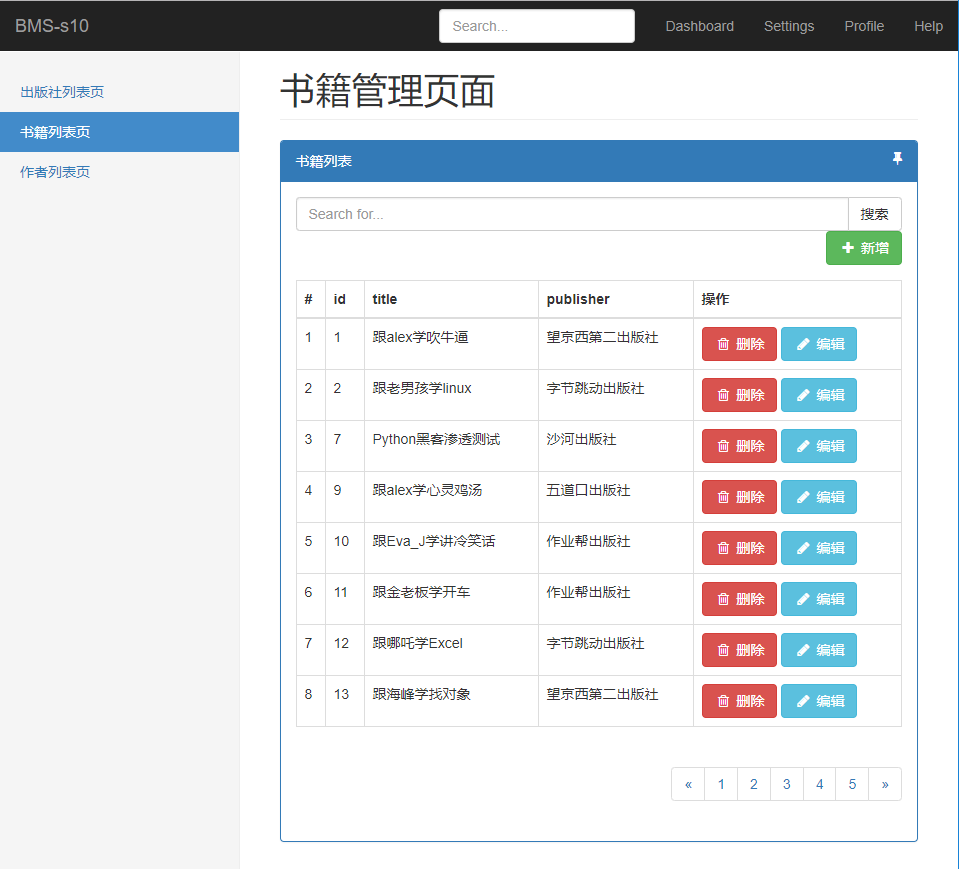 BMS-s10 Search... Dashboard Settings Profile Help
出版社列表页
书籍列表页
作者列表页
书籍管理页面
书籍列表
Search for... 搜索
新增
# id title publisher 操作
1 1 跟alex学吹牛逼 望京西第二出版社 删除 编辑
2 2 跟老男孩学linux 字节跳动出版社 删除 编辑
3 7 Python黑客渗透测试 沙河出版社 删除 编辑
4 9 跟alex学心灵鸡汤 五道口出版社 删除 编辑
5 10 跟Eva_J学讲冷笑话 作业帮出版社 删除 编辑
6 11 跟金老板学开车 作业帮出版社 删除 编辑
7 12 跟哪吒学Excel 字节跳动出版社 删除 编辑
8 13 跟海峰学找对象 望京西第二出版社 删除 编辑
« 1 2 3 4 5 »